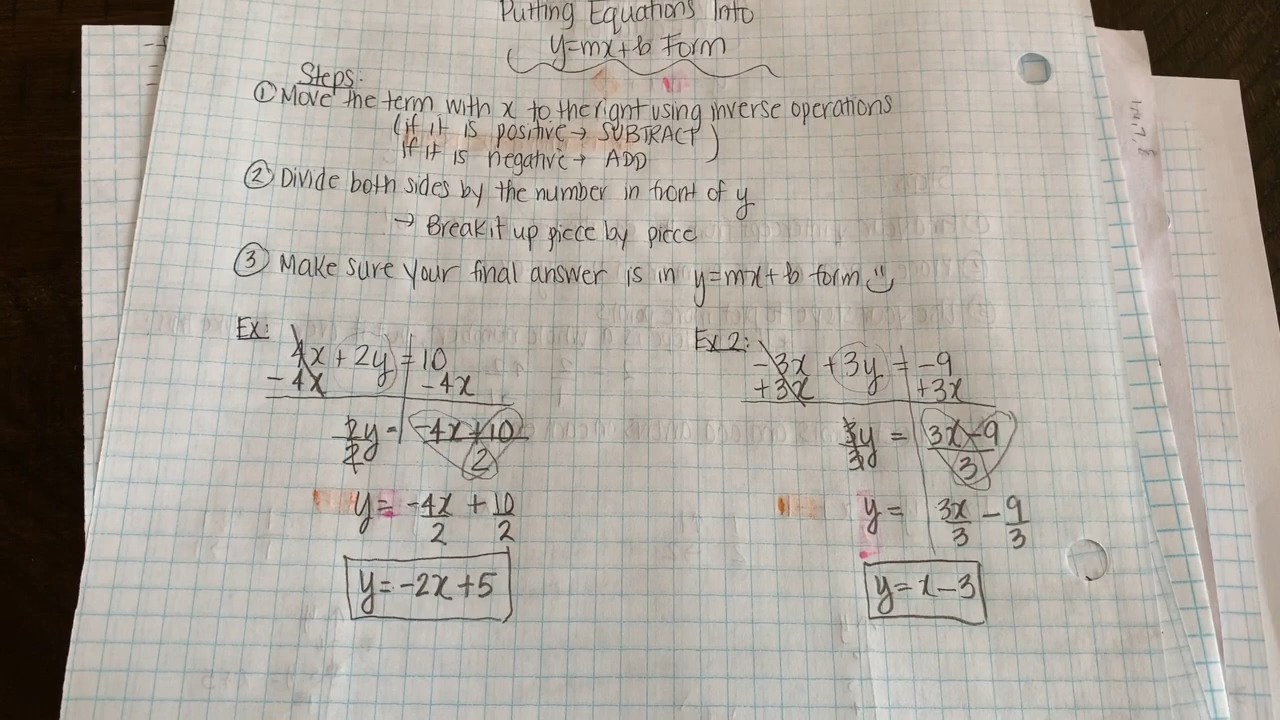 Putting Equations Into
y=mx+b Form
Steps:
① Move the term with x to the right using inverse operations
(if it is positive → SUBTRACT)
if it is negative → ADD
② Divide both sides by the number in front of y
→ Break it up piece by piece
③ Make sure your final answer is in y=mx+b form
Ex:
4x + 2y = 10
-4x -4x
2y = -4x+10
2 2
y = -4x + 10
2 2
y=-2x+5
Ex 2:
-3x + 3y = -9
+3x +3x
3y = 3x-9
3 3
y = 3x - 9
3 3
y=x-3